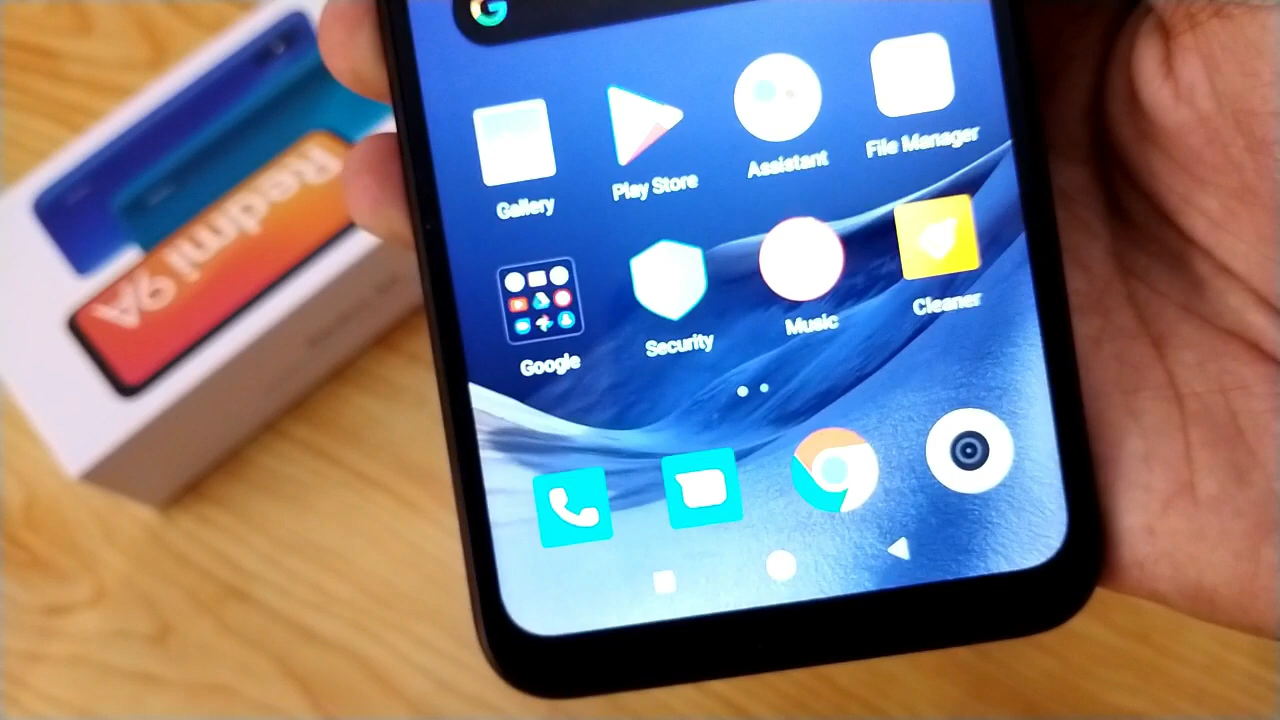 Redmi 9A
Gallery
Play Store
Assistant
File Manager
Google
Security
Music
Cleaner